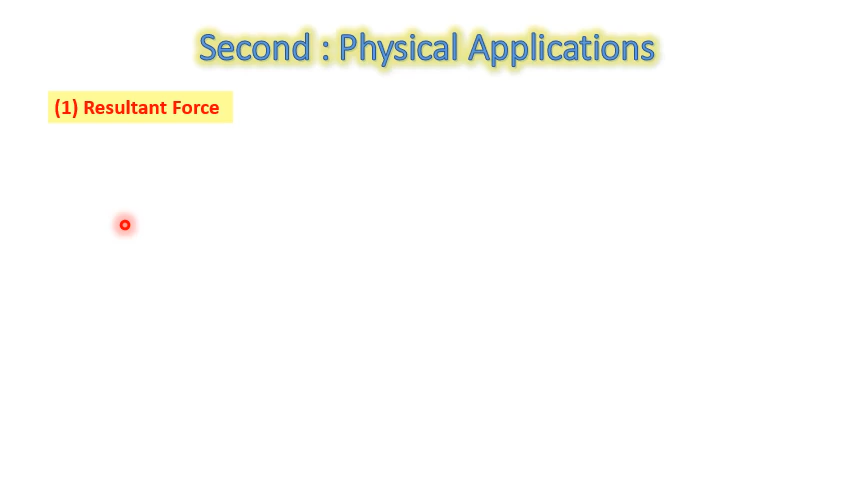 Second : Physical Applications
(1) Resultant Force